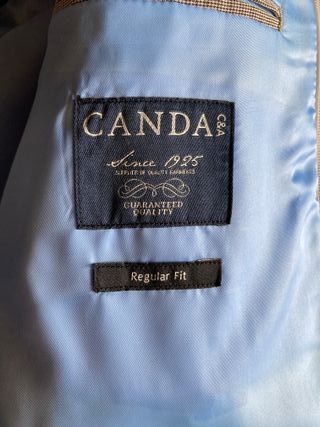 CANDA C&A
Since 1925
SUPPLIER OF QUALITY GARMENTS
GUARANTEED
QUALITY
Regular Fit